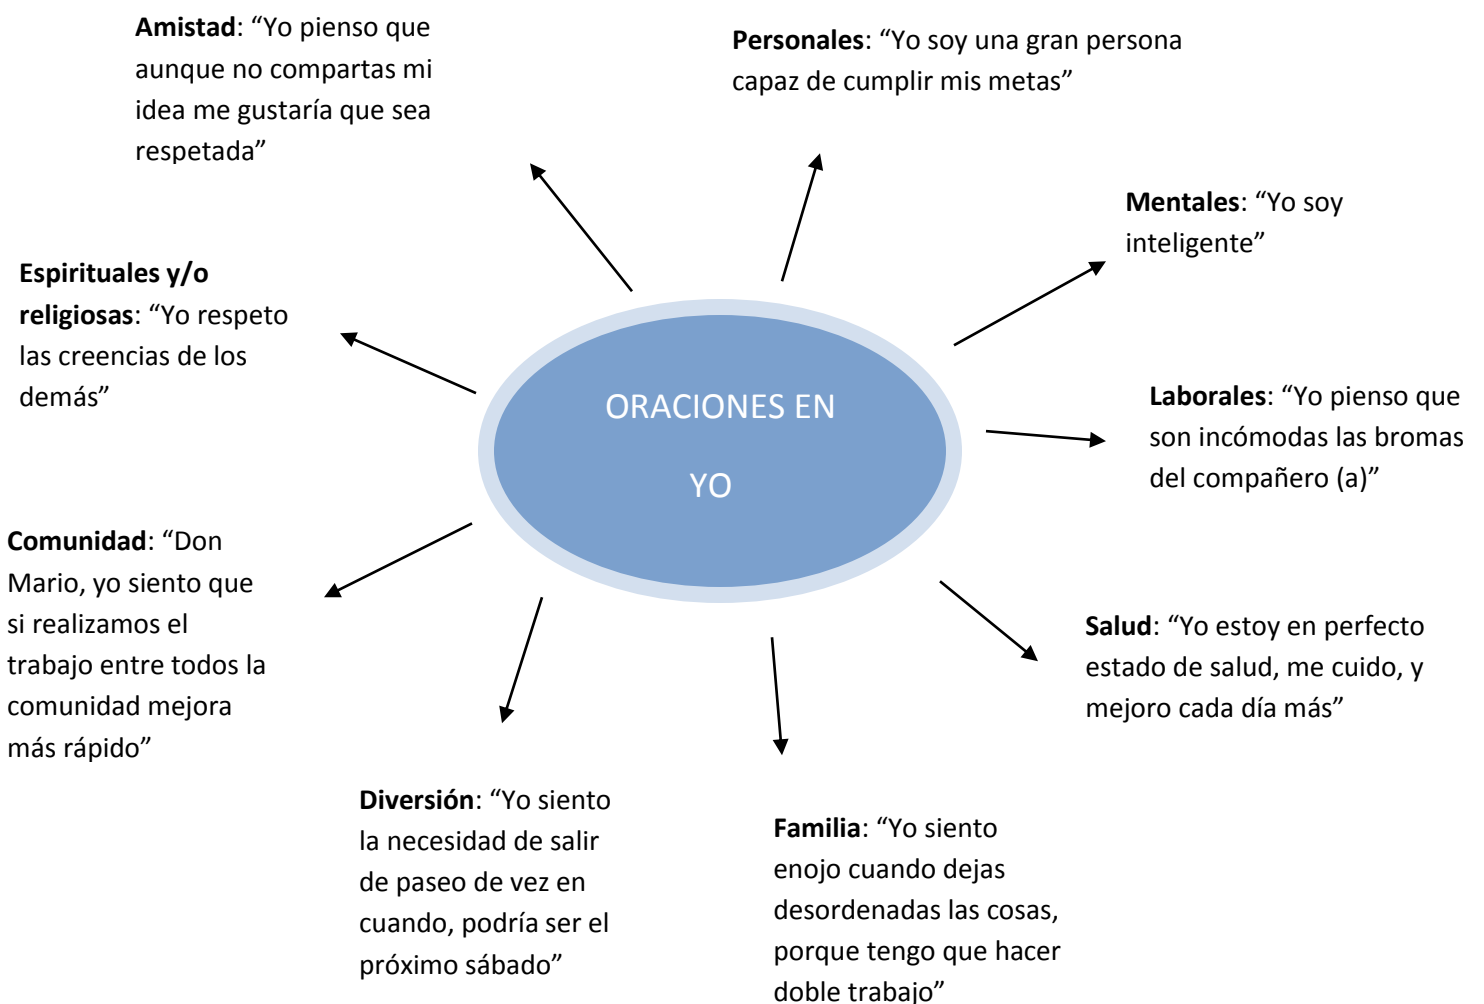 Amistad: “Yo pienso que
aunque no compartas mi
idea me gustaría que sea
respetada”
Personales: “Yo soy una gran persona
capaz de cumplir mis metas”
Mentales: “Yo soy
inteligente”
Espirituales y/o
religiosas: “Yo respeto
las creencias de los
demás”
ORACIONES EN
YO
Laborales: “Yo pienso que
son incómodas las bromas
del compañero (a)”
Comunidad: “Don
Mario, yo siento que
si realizamos el
trabajo entre todos la
comunidad mejora
más rápido”
Salud: “Yo estoy en perfecto
estado de salud, me cuido, y
mejoro cada día más”
Diversión: “Yo siento
la necesidad de salir
de paseo de vez en
cuando, podría ser el
próximo sábado”
Familia: “Yo siento
enojo cuando dejas
desordenadas las cosas,
porque tengo que hacer
doble trabajo”